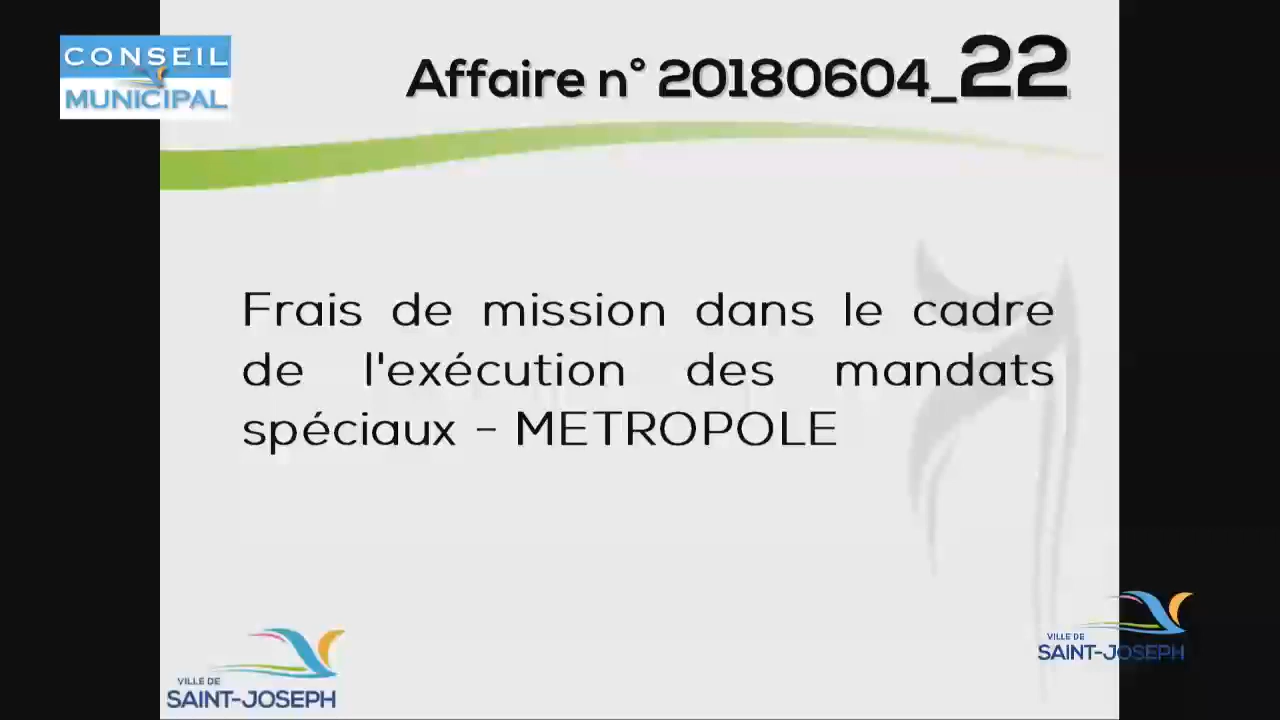 CONSEIL
MUNICIPAL
Affaire n° 20180604_22
Frais de mission dans le cadre
de l'exécution des mandats
spéciaux - METROPOLE
VILLE DE
SAINT-JOSEPH
VILLE DE
SAINT-JOSEPH